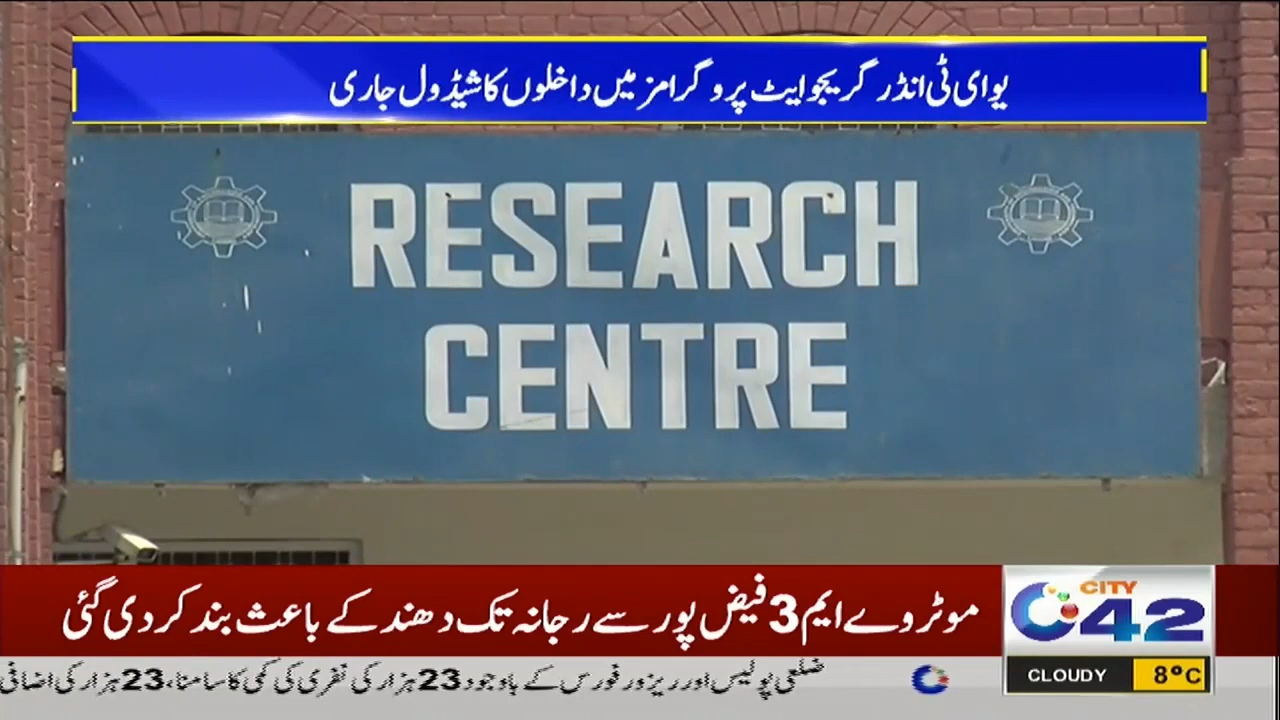 یو ای ٹی انڈر گریجوایٹ پروگرامز میں داخلوں کا شیڈول جاری
RESEARCH
CENTRE
موٹروے ایم 3 فیض پور سے رجانہ تک دھند کے باعث بند کر دی گئی
CITY
42
ضلعی پولیس اور ریزور فورس کے باوجود 23 ہزار کی نفری کی کمی کا سامنا، 23 ہزار کی اضافی
CLOUDY 8°C